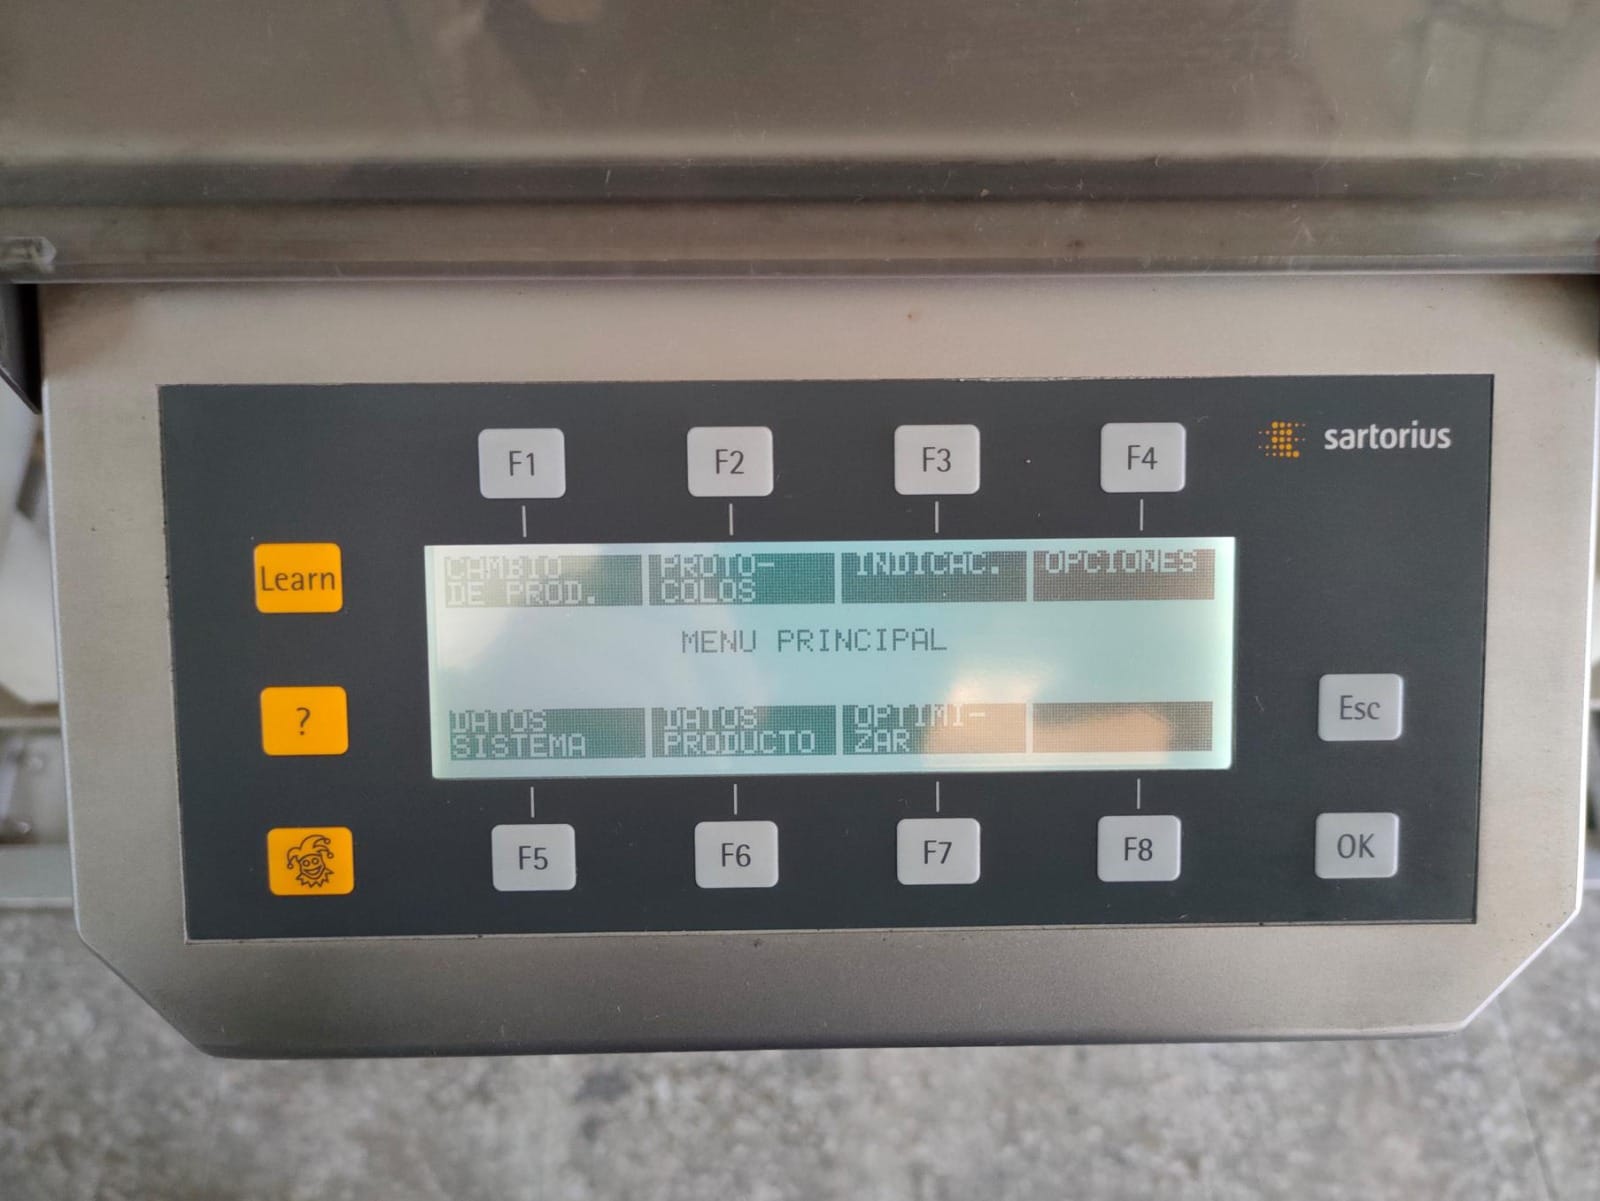 F1
F2
F3
F4
sartorius
Learn
CAMBIO
DE PROD.
PROTO-
COLOS
INDICAC.
OPCIONES
MENU PRINCIPAL
?
Esc
DATOS
SISTEMA
DATOS
PRODUCTO
OPTIMI-
ZAR
F5
F6
F7
F8
OK